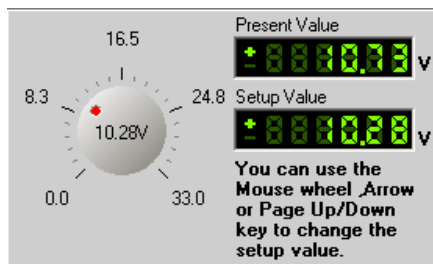 Present Value
16.5
+10.73 V
8.3
24.8
Setup Value
10.28V
+10.28 V
0.0
33.0
You can use the
Mouse wheel ,Arrow
or Page Up/Down
key to change the
setup value.